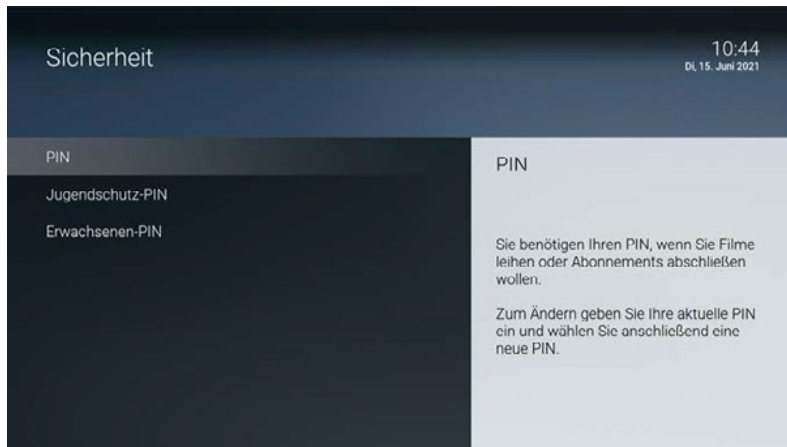 Sicherheit
10:44
Di, 15. Juni 2021
PIN
Jugendschutz-PIN
Erwachsenen-PIN
PIN
Sie benötigen Ihren PIN, wenn Sie Filme
leihen oder Abonnements abschließen
wollen.
Zum Ändern geben Sie Ihre aktuelle PIN
ein und wählen Sie anschließend eine
neue PIN.